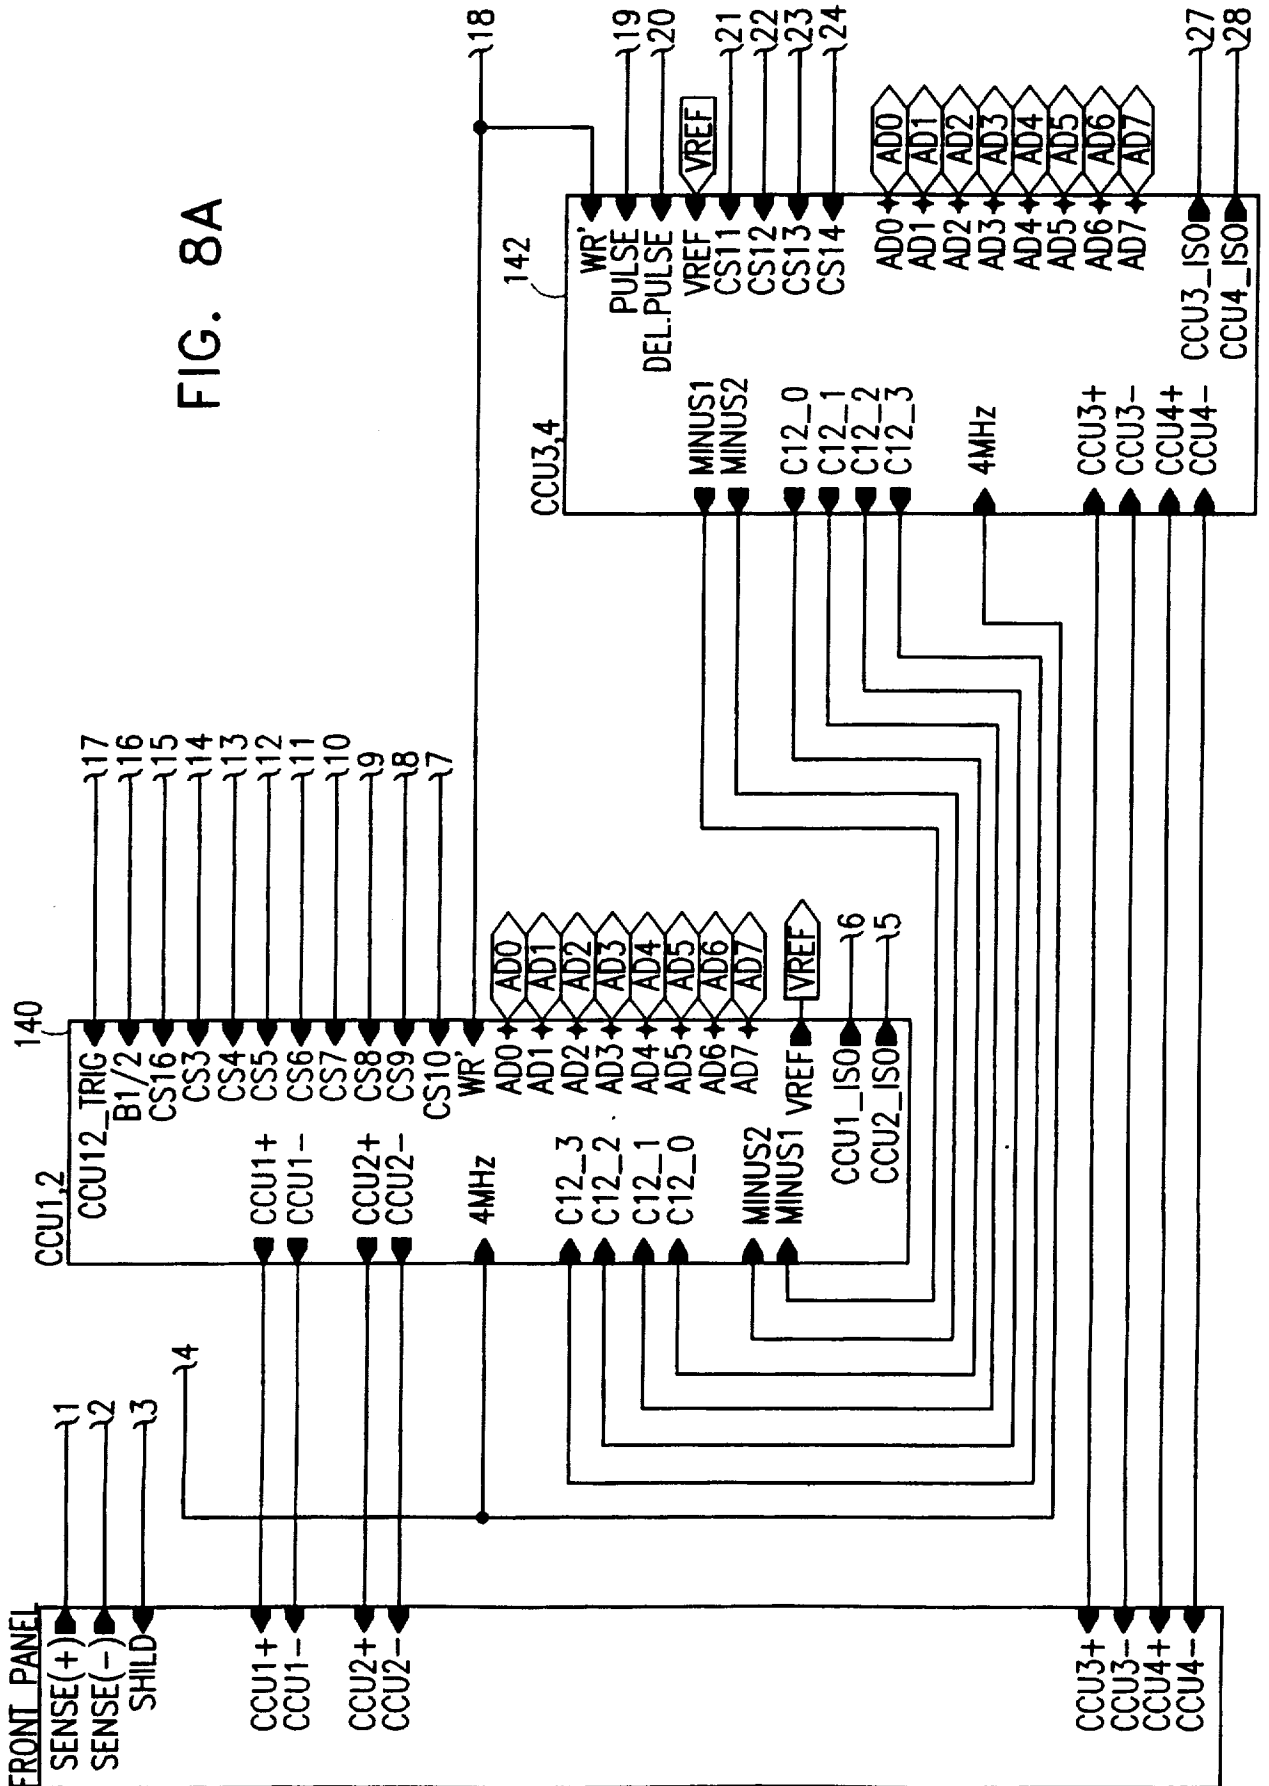 FIG. 8A
FRONT PANEL
SENSE(+)
SENSE(−)
SHILD
CCU1+
CCU1−
CCU2+
CCU2−
CCU3+
CCU3−
CCU4+
CCU4−
1
2
3
4
CCU1,2
140
CCU12_TRIG
B1/2
CS16
CS3
CS4
CS5
CS6
CS7
CS8
CS9
CS10
WR'
AD0
AD1
AD2
AD3
AD4
AD5
AD6
AD7
VREF
CCU1_ISO
CCU2_ISO
CCU1+
CCU1−
CCU2+
CCU2−
4MHz
C12_3
C12_2
C12_1
C12_0
MINUS2
MINUS1
17
16
15
14
13
12
11
10
9
8
7
AD0
AD1
AD2
AD3
AD4
AD5
AD6
AD7
VREF
6
5
CCU3,4
142
MINUS1
MINUS2
C12_0
C12_1
C12_2
C12_3
4MHz
CCU3+
CCU3−
CCU4+
CCU4−
WR'
PULSE
DEL.PULSE
VREF
CS11
CS12
CS13
CS14
AD0
AD1
AD2
AD3
AD4
AD5
AD6
AD7
CCU3_ISO
CCU4_ISO
18
19
20
VREF
21
22
23
24
AD0
AD1
AD2
AD3
AD4
AD5
AD6
AD7
27
28